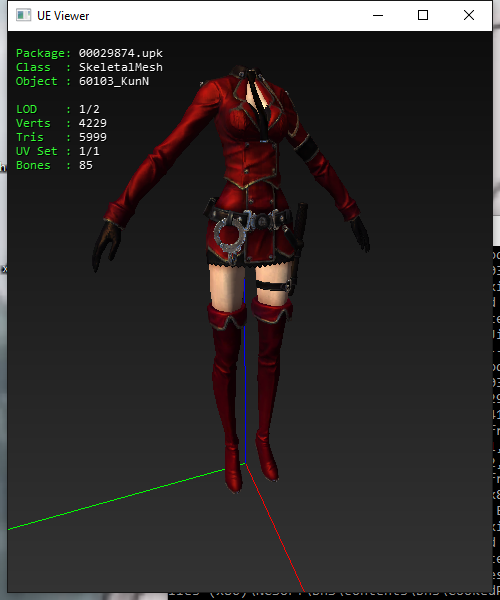 UE Viewer
Package: 00029874.upk
Class : SkeletalMesh
Object : 60103_KunN
LOD : 1/2
Verts : 4229
Tris : 5999
UV Set : 1/1
Bones : 85